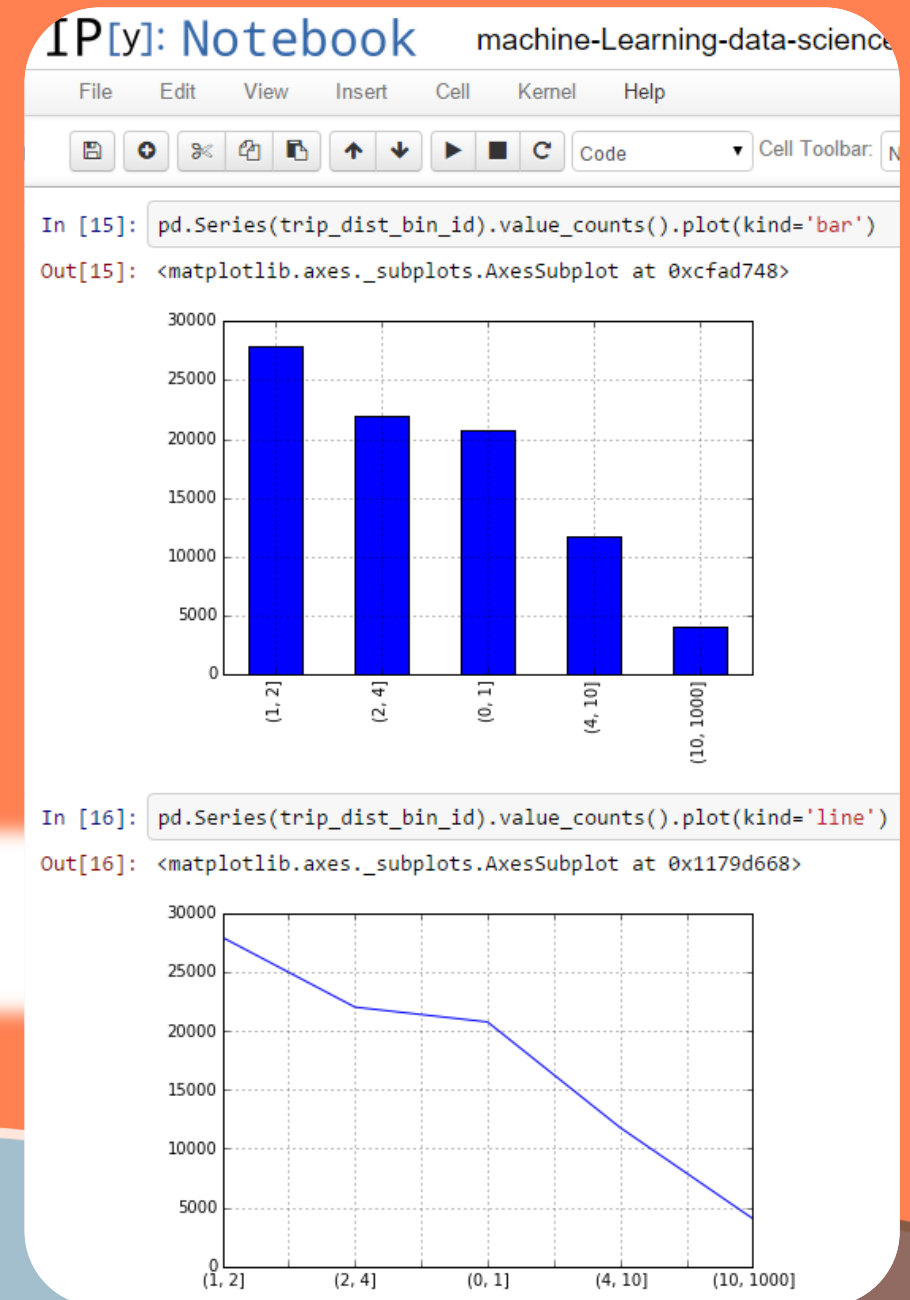 IP[y]: Notebook machine-Learning-data-science
File Edit View Insert Cell Kernel Help
Code Cell Toolbar: N
In [15]: pd.Series(trip_dist_bin_id).value_counts().plot(kind='bar')
Out[15]: <matplotlib.axes._subplots.AxesSubplot at 0xcfad748>
30000
25000
20000
15000
10000
5000
0
(1, 2] (2, 4] (0, 1] (4, 10] (10, 1000]
In [16]: pd.Series(trip_dist_bin_id).value_counts().plot(kind='line')
Out[16]: <matplotlib.axes._subplots.AxesSubplot at 0x1179d668>
30000
25000
20000
15000
10000
5000
0
(1, 2] (2, 4] (0, 1] (4, 10] (10, 1000]